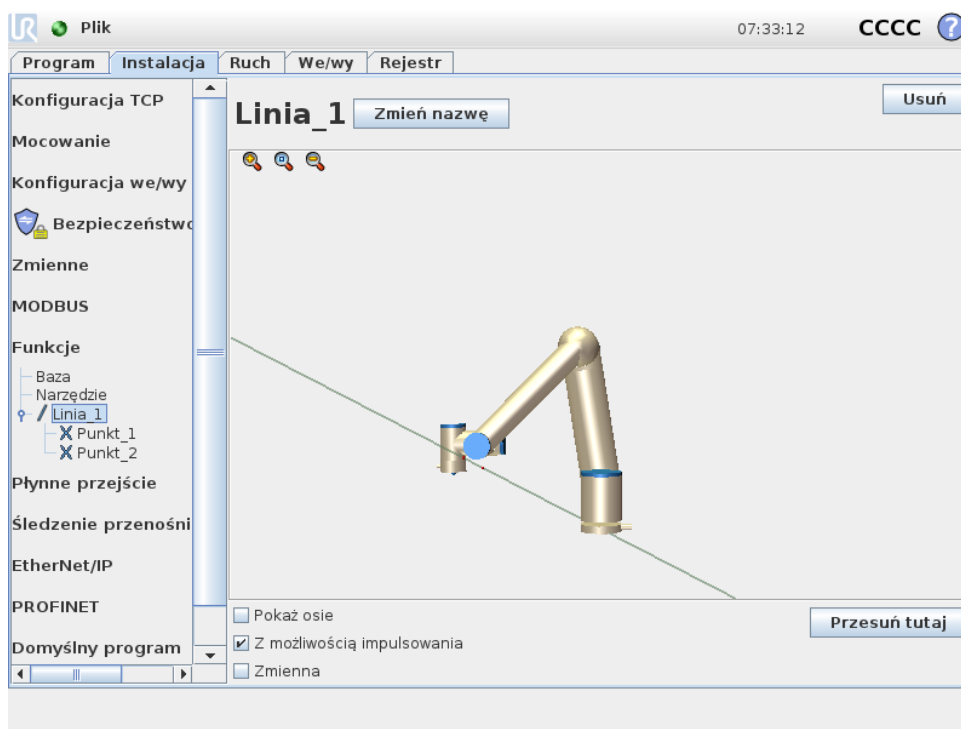 UR Plik 07:33:12 CCCC ?
Program Instalacja Ruch We/wy Rejestr
Konfiguracja TCP
Mocowanie
Konfiguracja we/wy
Bezpieczeństwo
Zmienne
MODBUS
Funkcje
Baza
Narzędzie
Linia_1
Punkt_1
Punkt_2
Płynne przejście
Śledzenie przenośni
EtherNet/IP
PROFINET
Domyślny program
Linia_1 Zmień nazwę Usuń
Pokaż osie
Z możliwością impulsowania
Zmienna
Przesuń tutaj